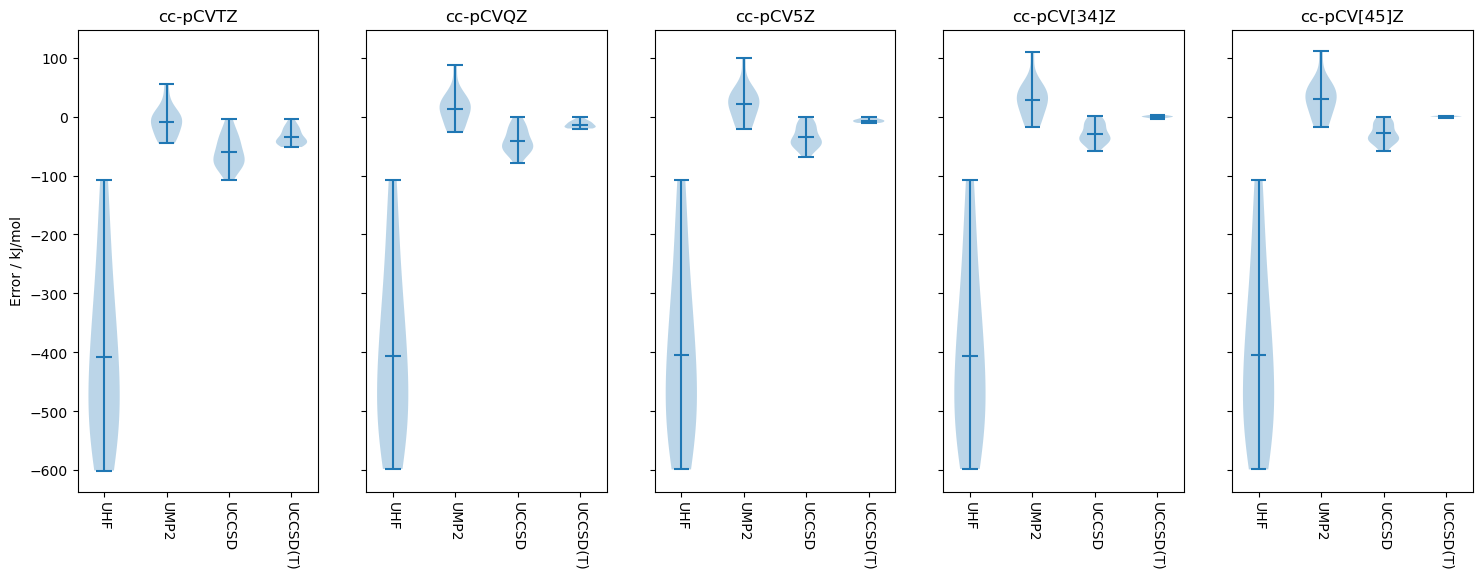 cc-pCVTZ cc-pCVQZ cc-pCV5Z cc-pCV[34]Z cc-pCV[45]Z
Error / kJ/mol
100
0
−100
−200
−300
−400
−500
−600
UHF UMP2 UCCSD UCCSD(T) UHF UMP2 UCCSD UCCSD(T) UHF UMP2 UCCSD UCCSD(T) UHF UMP2 UCCSD UCCSD(T) UHF UMP2 UCCSD UCCSD(T)